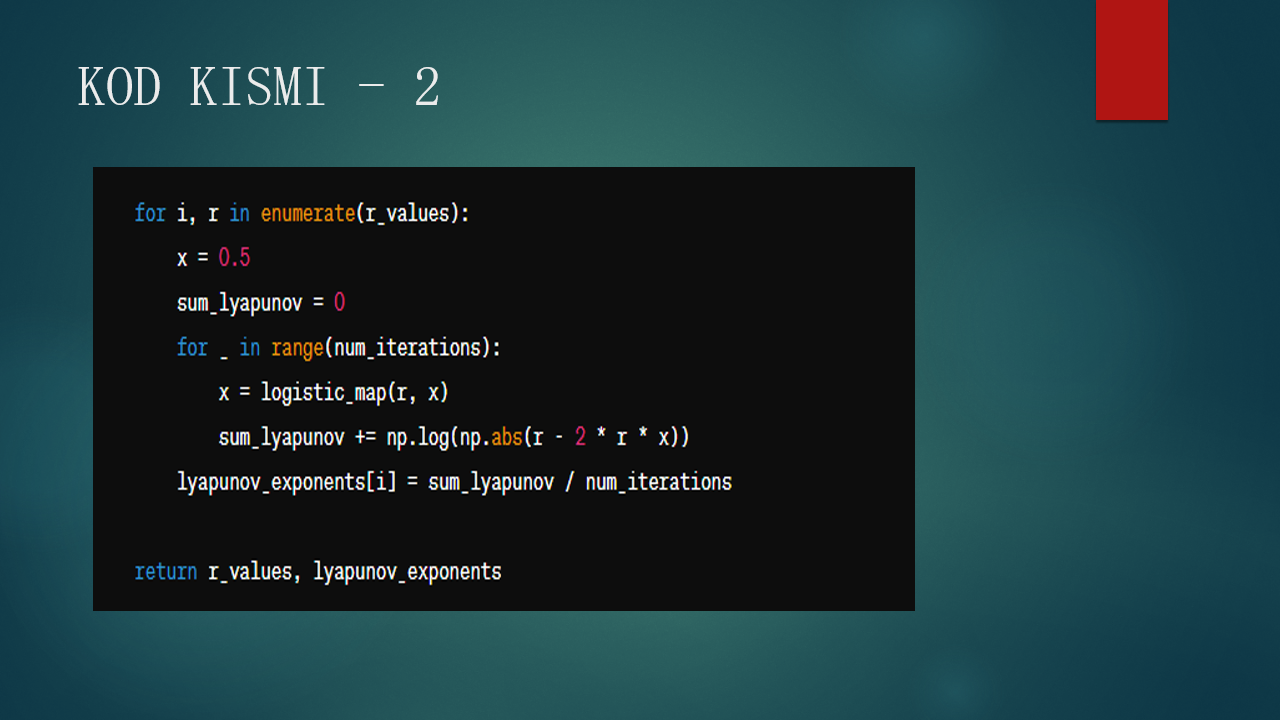 KOD KISMI - 2
for i, r in enumerate(r_values):
    x = 0.5
    sum_lyapunov = 0
    for _ in range(num_iterations):
        x = logistic_map(r, x)
        sum_lyapunov += np.log(np.abs(r - 2 * r * x))
    lyapunov_exponents[i] = sum_lyapunov / num_iterations
return r_values, lyapunov_exponents